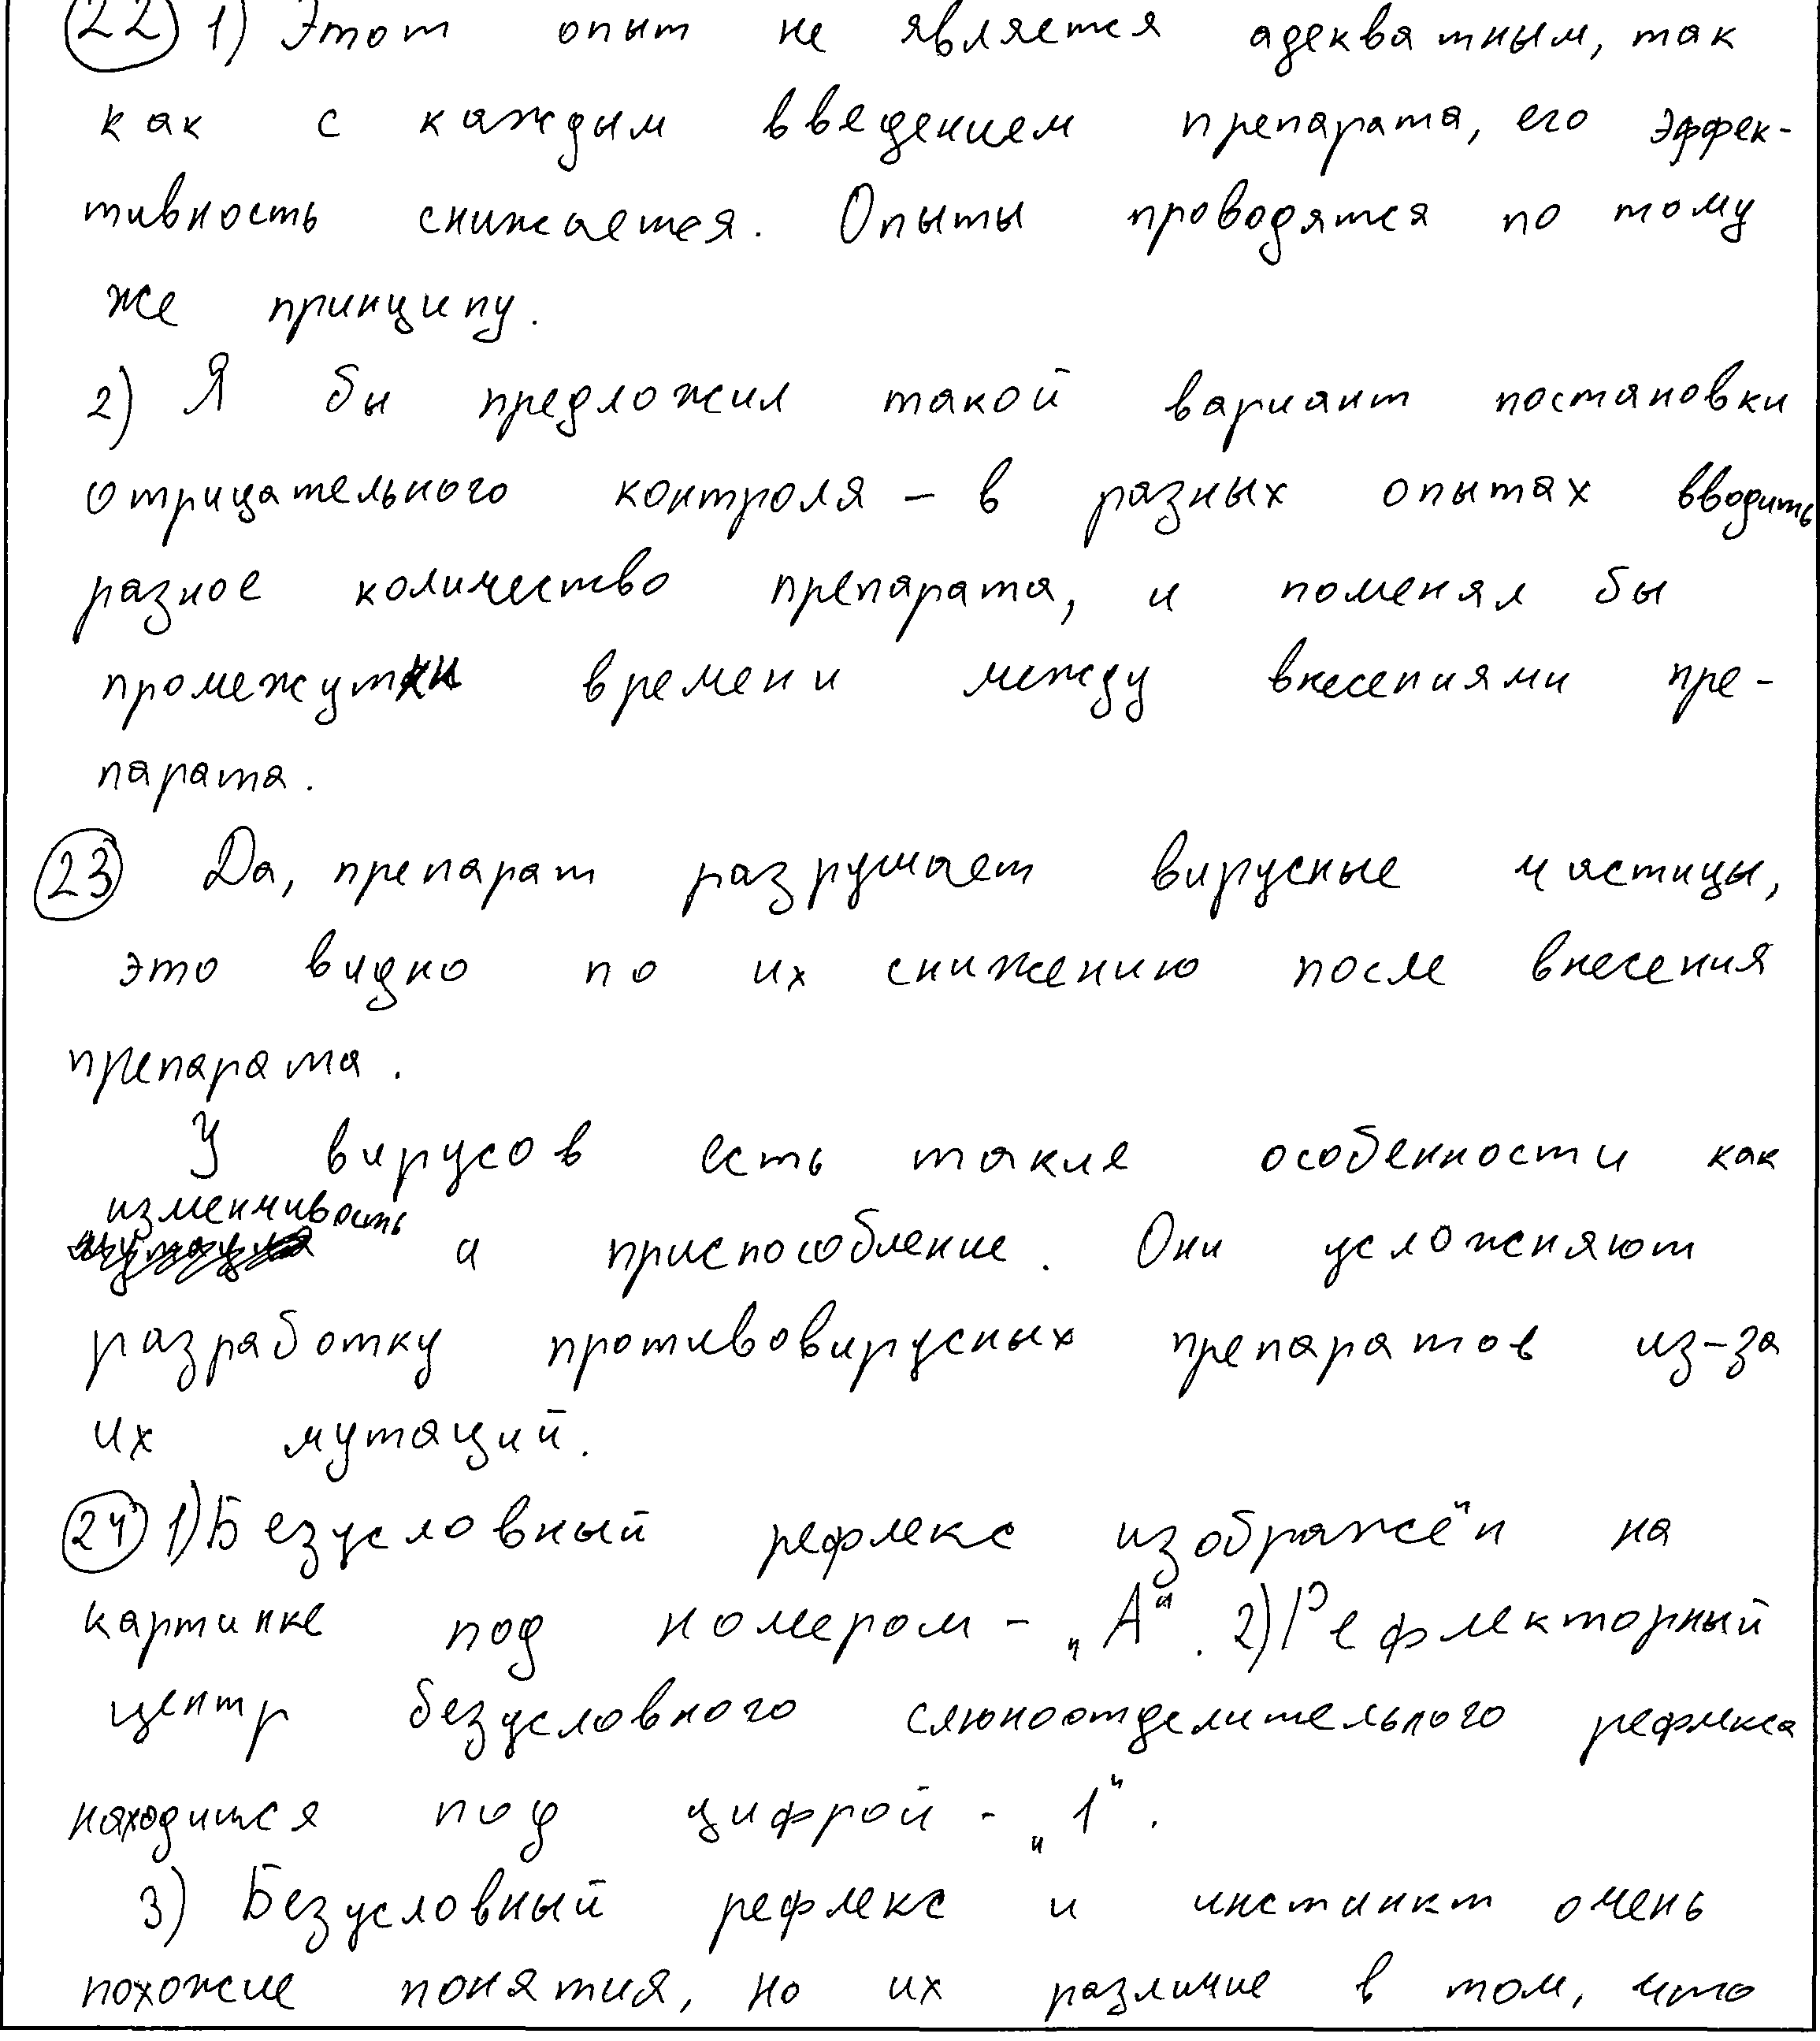 22 1) Этот опыт не является адекватным, так
как с каждым введением препарата, его эффек-
тивность снижается. Опыты проводятся по тому
же принципу.
2) Я бы предложил такой вариант постановки
отрицательного контроля – в разных опытах вводить
разное количество препарата, и поменял бы
промежутки времени между внесениями пре-
парата.
23 Да, препарат разрушает вирусные частицы,
это видно по их снижению после внесения
препарата.
У вирусов есть такие особенности как
изменчивость и приспособление. Они усложняют
разработку противовирусных препаратов из-за
их мутаций.
24 1) Безусловный рефлекс изображён на
картинке под номером – „А“. 2) Рефлекторный
центр безусловного слюноотделительного рефлекса
находится под цифрой - „1“.
3) Безусловный рефлекс и инстинкт очень
похожие понятия, но их различие в том, что